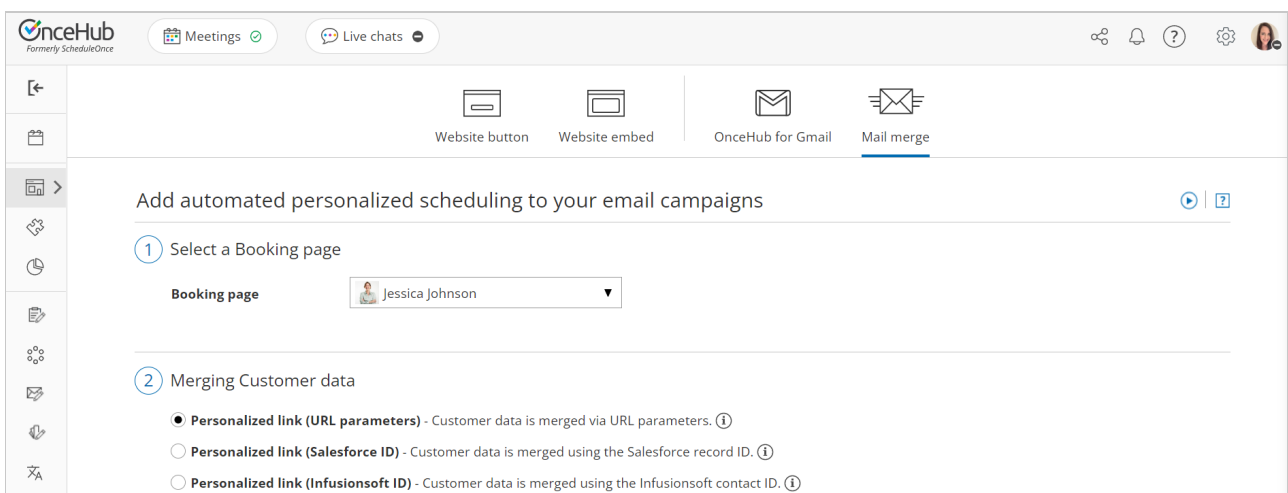 OnceHub
Formerly ScheduleOnce
Meetings
Live chats
?
Website button
Website embed
OnceHub for Gmail
Mail merge
Add automated personalized scheduling to your email campaigns
?
1 Select a Booking page
Booking page
Jessica Johnson
2 Merging Customer data
Personalized link (URL parameters) - Customer data is merged via URL parameters. i
Personalized link (Salesforce ID) - Customer data is merged using the Salesforce record ID. i
Personalized link (Infusionsoft ID) - Customer data is merged using the Infusionsoft contact ID. i